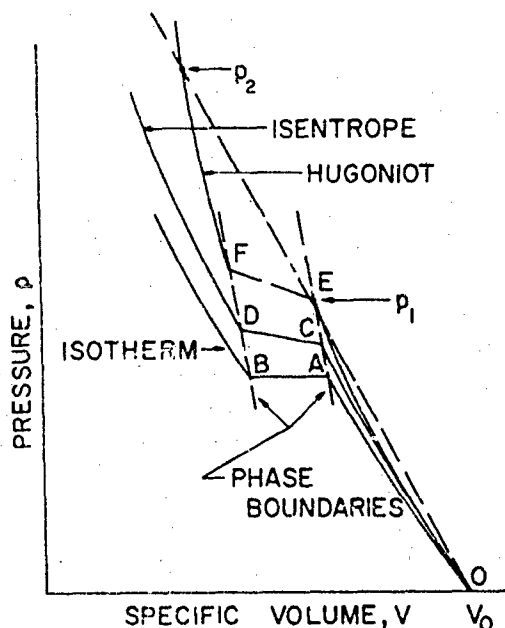 p₂
ISENTROPE
HUGONIOT
F
E
p₁
D
C
ISOTHERM
B
A
PHASE
BOUNDARIES
O
PRESSURE, p
SPECIFIC VOLUME, V
V₀